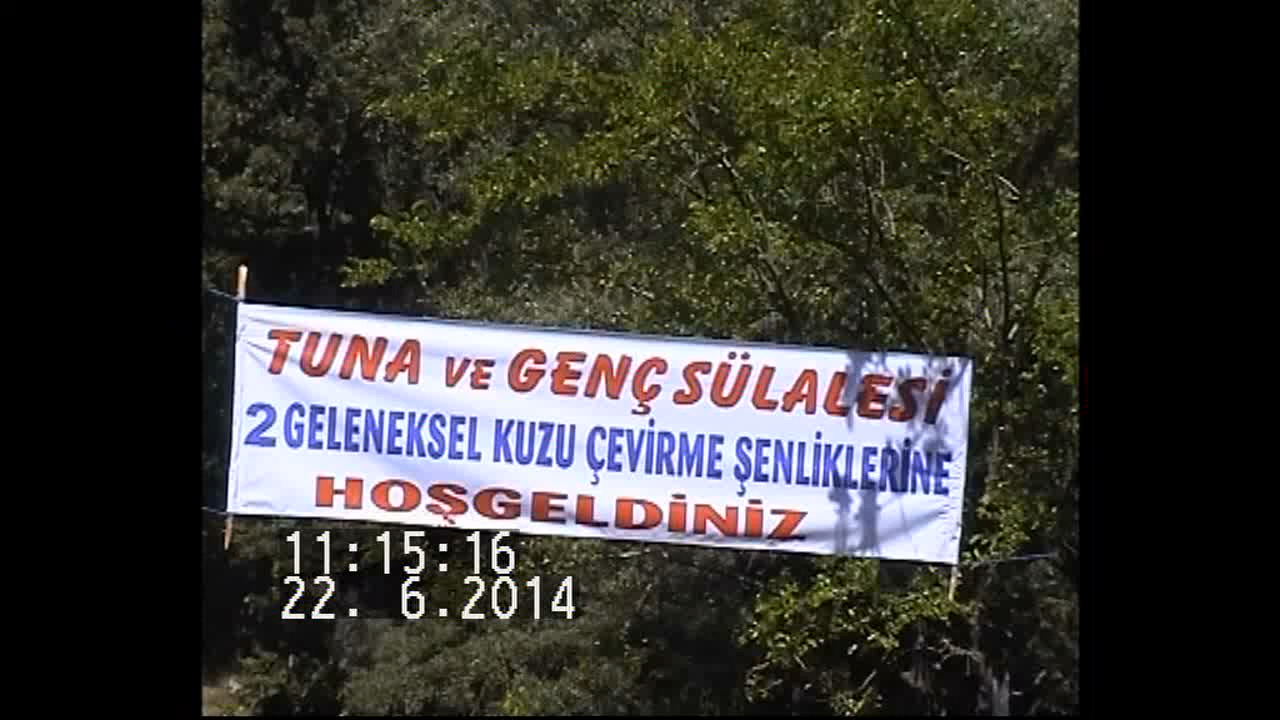 TUNA VE GENÇ SÜLALESİ
2 GELENEKSEL KUZU ÇEVİRME ŞENLİKLERİNE
HOŞGELDİNİZ
11:15:16
22. 6.2014